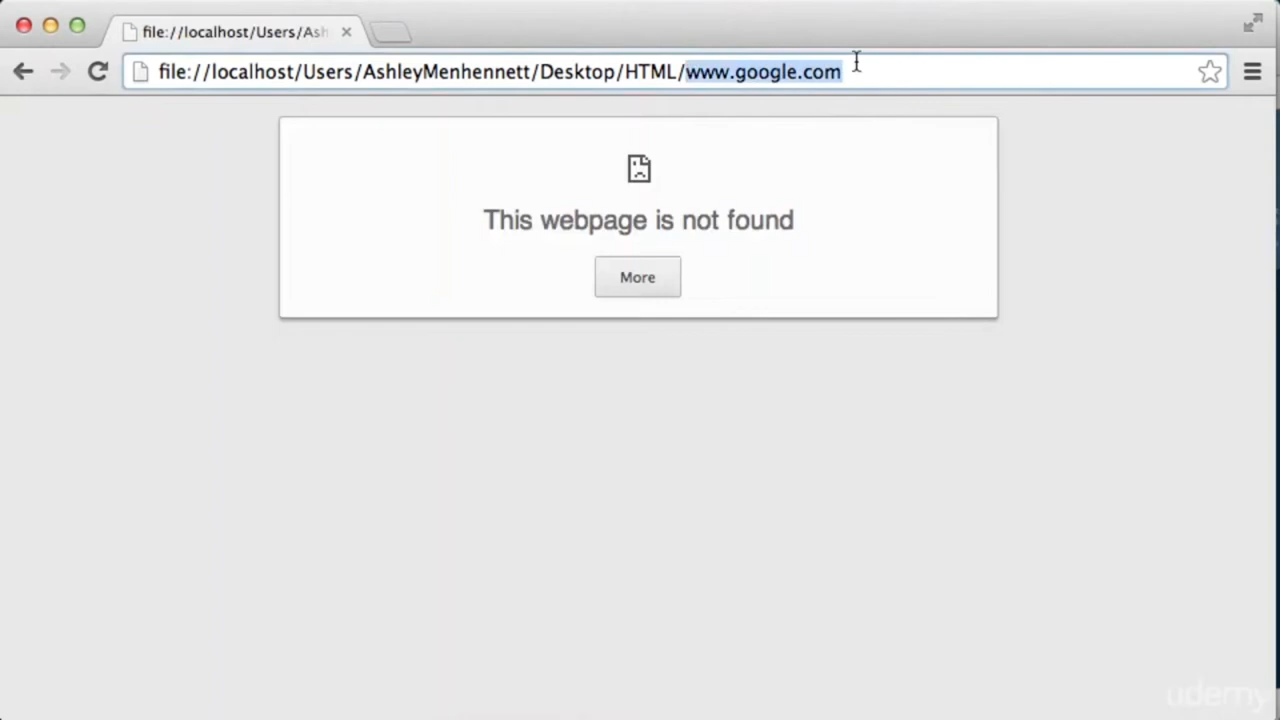 file://localhost/Users/Ash
file://localhost/Users/AshleyMenhennett/Desktop/HTML/www.google.com
This webpage is not found
More
udemy